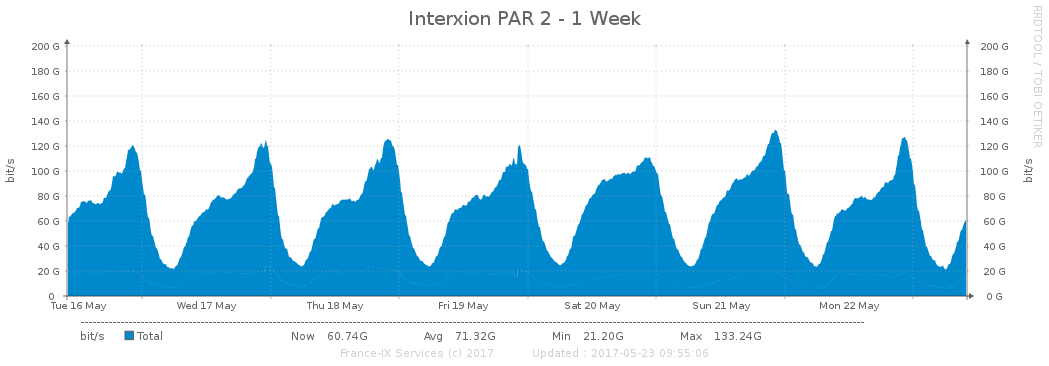 Interxion PAR 2 - 1 Week
RRDTOOL / TOBI OETIKER
200 G 200 G
180 G 180 G
160 G 160 G
140 G 140 G
120 G 120 G
100 G 100 G
80 G 80 G
60 G 60 G
40 G 40 G
20 G 20 G
0 0 G
bit/s
bit/s
Tue 16 May Wed 17 May Thu 18 May Fri 19 May Sat 20 May Sun 21 May Mon 22 May
bit/s Total Now 60.74G Avg 71.32G Min 21.20G Max 133.24G
France-IX Services (c) 2017 Updated : 2017-05-23 09:55:06